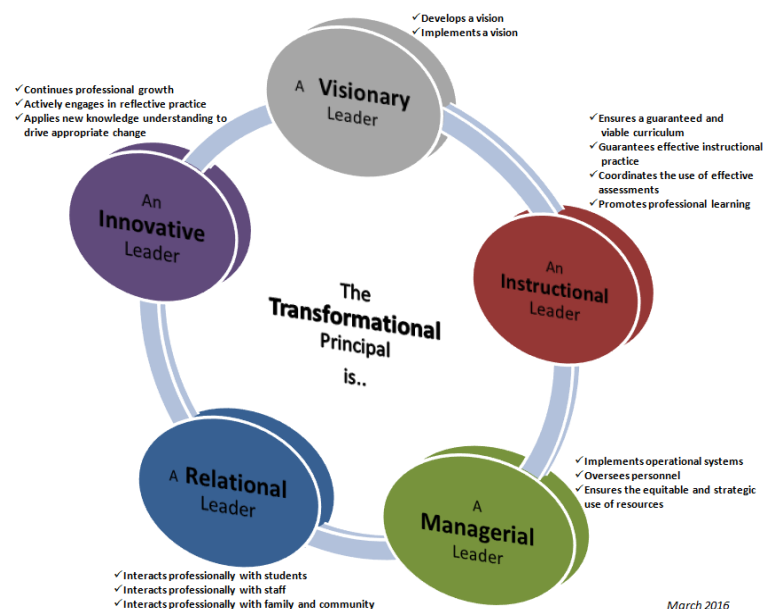 ✓Develops a vision
✓Implements a vision
A Visionary
Leader
✓Continues professional growth
✓Actively engages in reflective practice
✓Applies new knowledge understanding to
drive appropriate change
✓Ensures a guaranteed and
viable curriculum
✓Guarantees effective instructional
practice
✓Coordinates the use of effective
assessments
✓Promotes professional learning
An
Innovative
Leader
An
Instructional
Leader
The
Transformational
Principal
is..
A Relational
Leader
A
Managerial
Leader
✓Implements operational systems
✓Oversees personnel
✓Ensures the equitable and strategic
use of resources
✓Interacts professionally with students
✓Interacts professionally with staff
✓Interacts professionally with family and community
March 2016